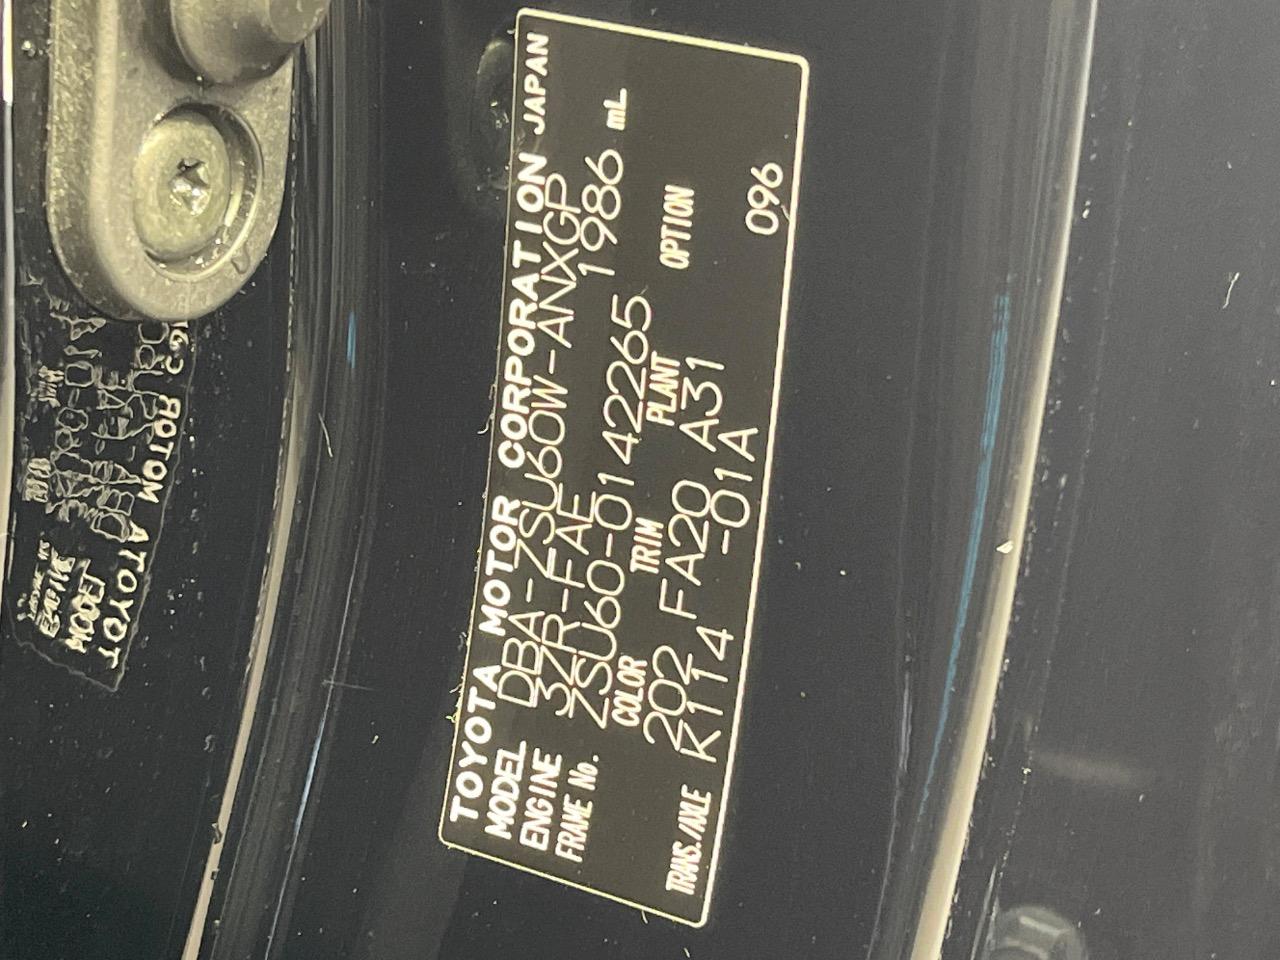 TOYOTA MOTOR CORPORATION JAPAN
MODEL DBA-ZSU60W-ANXGP
ENGINE 3ZR-FAE 1986 mL
FRAME No. ZSU60-0142265
COLOR TRIM PLANT OPTION
202 FA20 A31
TRANS./AXLE K114 -01A 096